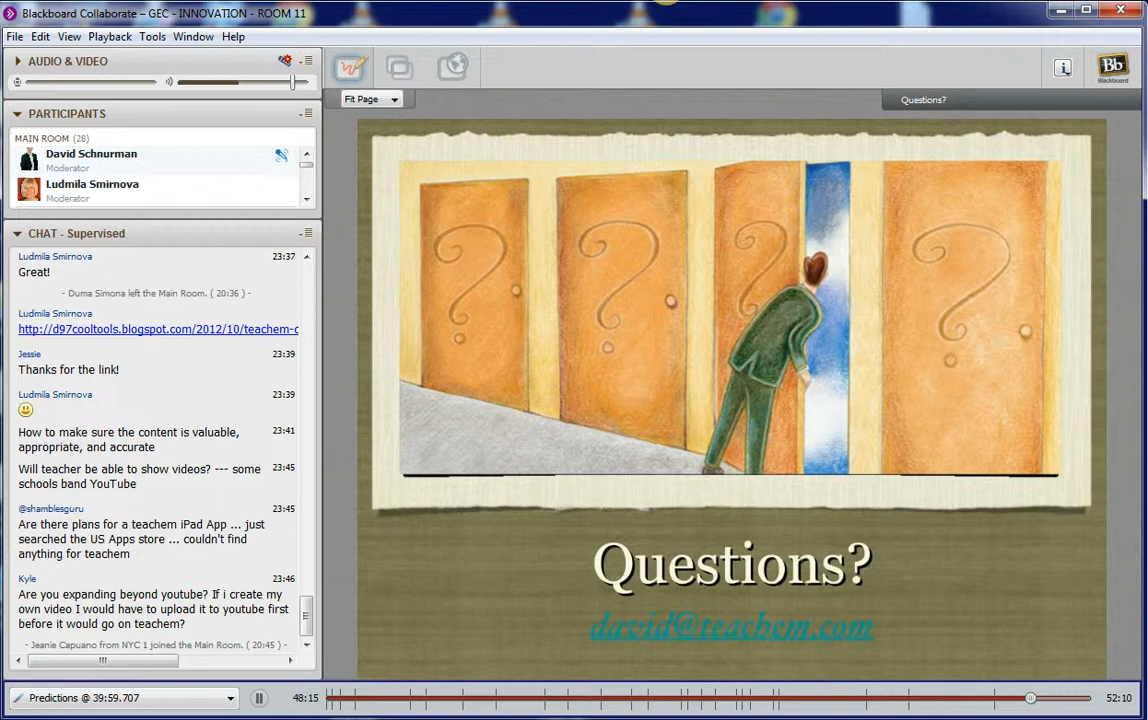 Blackboard Collaborate – GEC - INNOVATION - ROOM 11
File Edit View Playback Tools Window Help
AUDIO & VIDEO
PARTICIPANTS
MAIN ROOM (28)
David Schnurman
Moderator
Ludmila Smirnova
Moderator
CHAT - Supervised
Ludmila Smirnova 23:37
Great!
- Duma Simona left the Main Room. ( 20:36 ) -
Ludmila Smirnova
http://d97cooltools.blogspot.com/2012/10/teachem-c
Jessie 23:39
Thanks for the link!
Ludmila Smirnova 23:39
How to make sure the content is valuable, 23:41
appropriate, and accurate
Will teacher be able to show videos? --- some 23:45
schools band YouTube
@shamblesguru 23:45
Are there plans for a teachem iPad App ... just
searched the US Apps store ... couldn't find
anything for teachem
Kyle 23:46
Are you expanding beyond youtube? If i create my
own video I would have to upload it to youtube first
before it would go on teachem?
- Jeanie Capuano from NYC 1 joined the Main Room. ( 20:45 ) -
Predictions @ 39:59.707
48:15
52:10
Fit Page
Questions?
i
Bb
Blackboard
? ? ? ?
Questions?
david@teachem.com